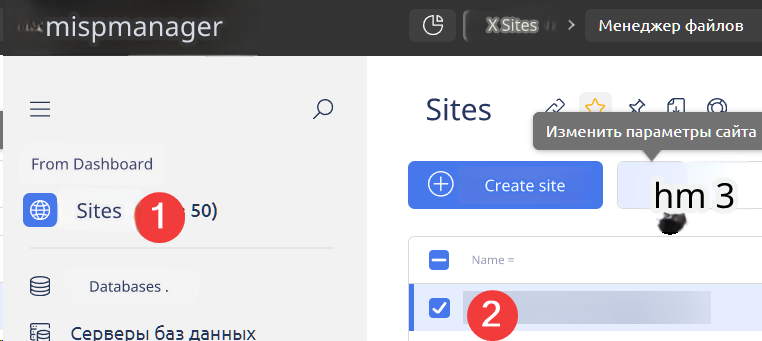 mispmanager
X Sites > Менеджер файлов
Sites
Изменить параметры сайта
From Dashboard
Create site
hm 3
Sites 1 50)
Name =
Databases .
2
Серверы баз данных